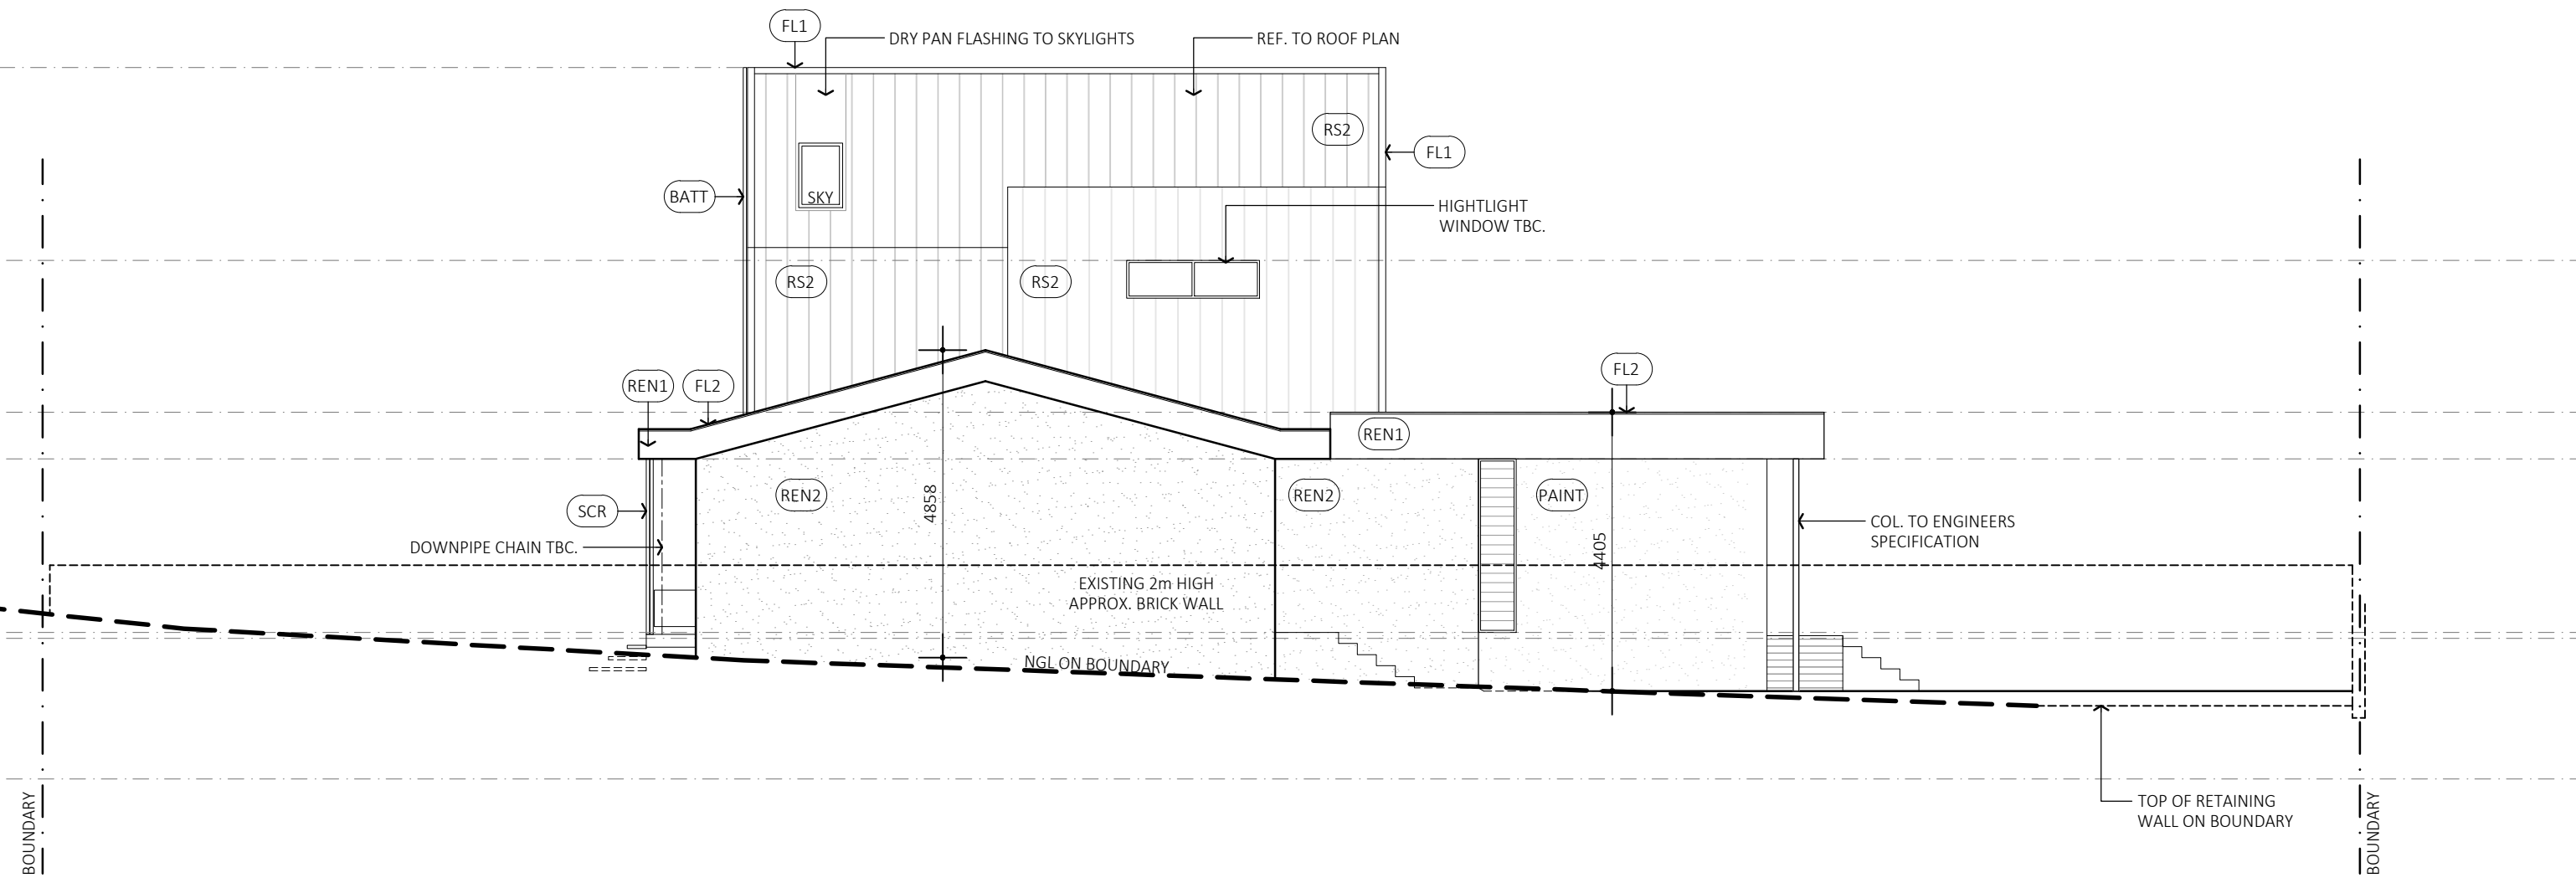 FL1
DRY PAN FLASHING TO SKYLIGHTS
REF. TO ROOF PLAN
RS2
FL1
BATT
SKY
HIGHTLIGHT
WINDOW TBC.
RS2
RS2
REN1
FL2
FL2
REN1
REN2
4858
REN2
PAINT
SCR
COL. TO ENGINEERS
SPECIFICATION
DOWNPIPE CHAIN TBC.
4405
EXISTING 2m HIGH
APPROX. BRICK WALL
NGL ON BOUNDARY
TOP OF RETAINING
WALL ON BOUNDARY
BOUNDARY
BOUNDARY